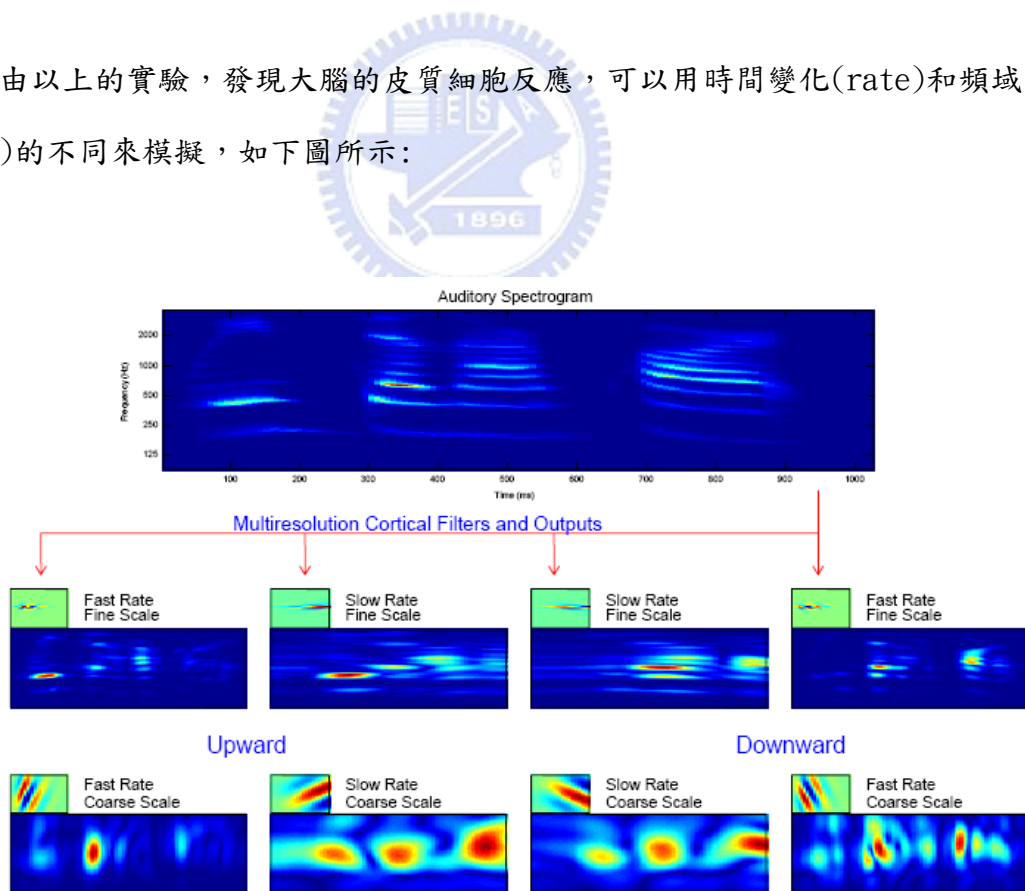 由以上的實驗，發現大腦的皮質細胞反應，可以用時間變化(rate)和頻域
)的不同來模擬，如下圖所示:
ES A
1896
Auditory Spectrogram
Frequency (Hz)
2000
1000
500
250
125
100 200 300 400 500 600 700 800 900 1000
Time (ms)
Multiresolution Cortical Filters and Outputs
Fast Rate Slow Rate Slow Rate Fast Rate
Fine Scale Fine Scale Fine Scale Fine Scale
Upward Downward
Fast Rate Slow Rate Slow Rate Fast Rate
Coarse Scale Coarse Scale Coarse Scale Coarse Scale